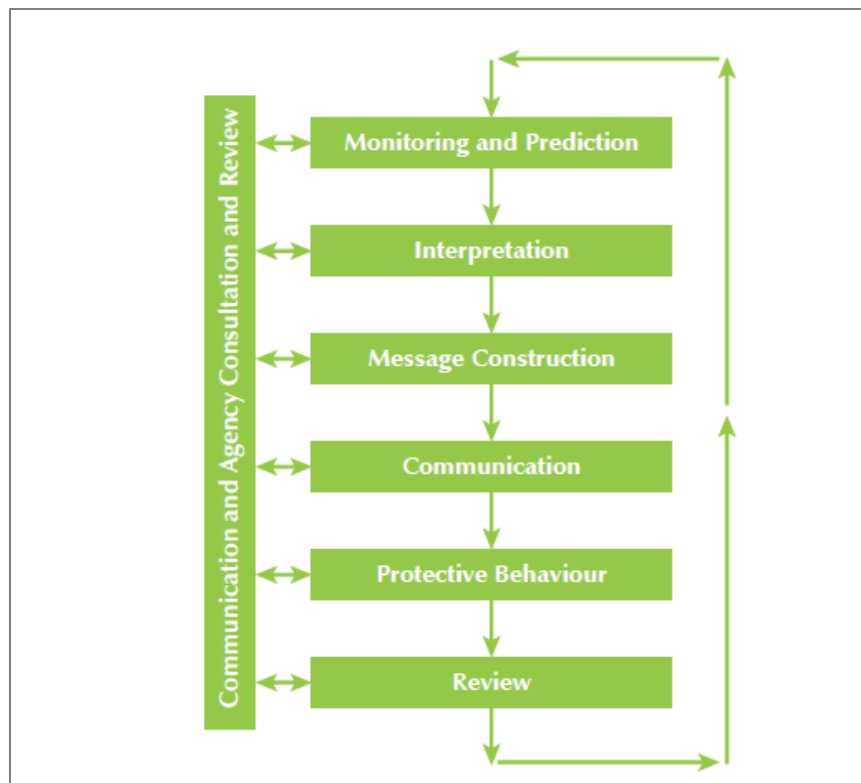 Communication and Agency Consultation and Review
Monitoring and Prediction
Interpretation
Message Construction
Communication
Protective Behaviour
Review